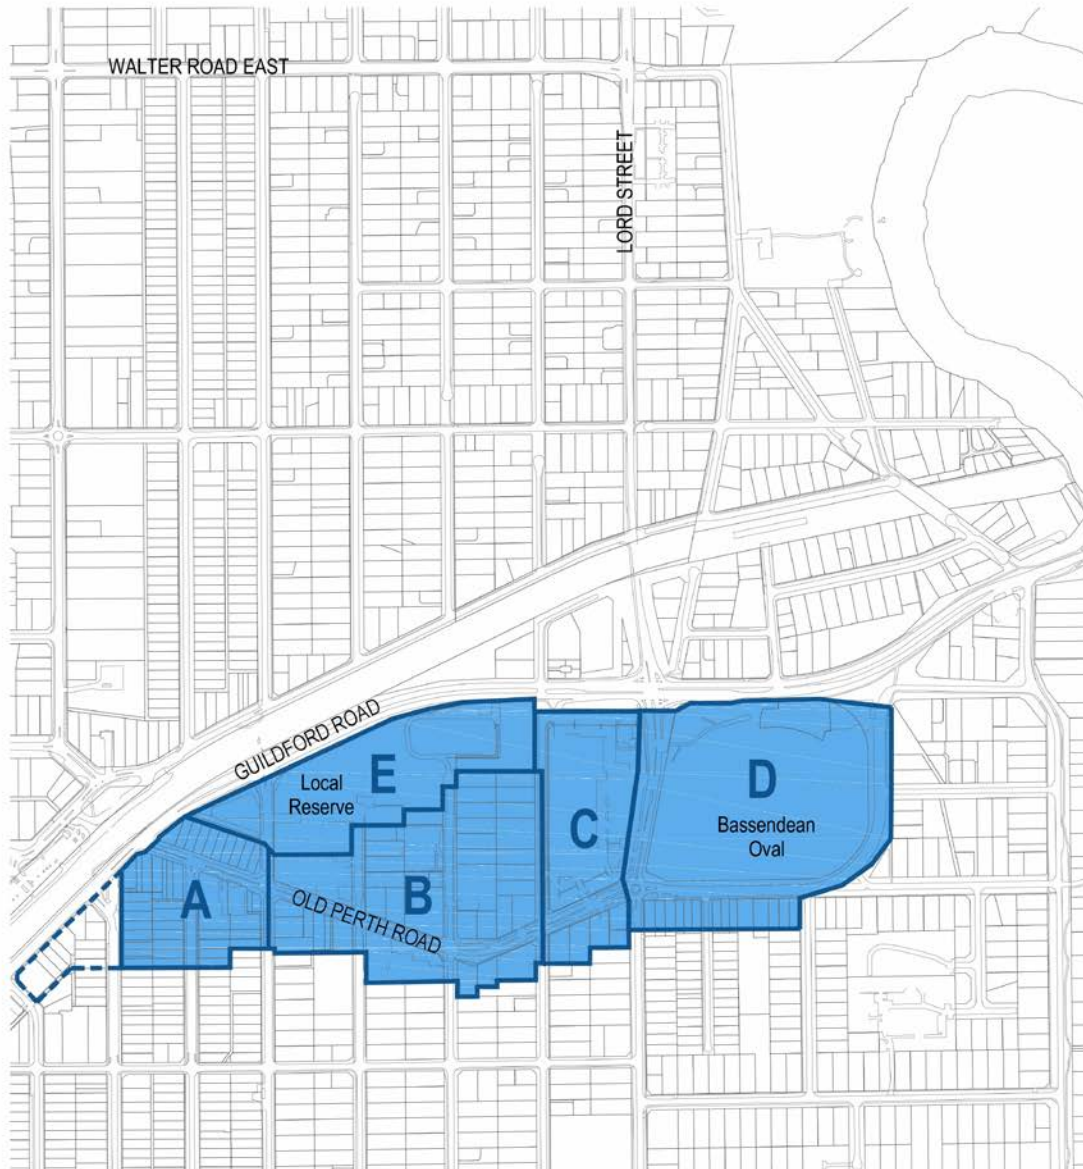 WALTER ROAD EAST
LORD STREET
GUILDFORD ROAD
E
Local
Reserve
D
Bassendean
Oval
C
A
B
OLD PERTH ROAD